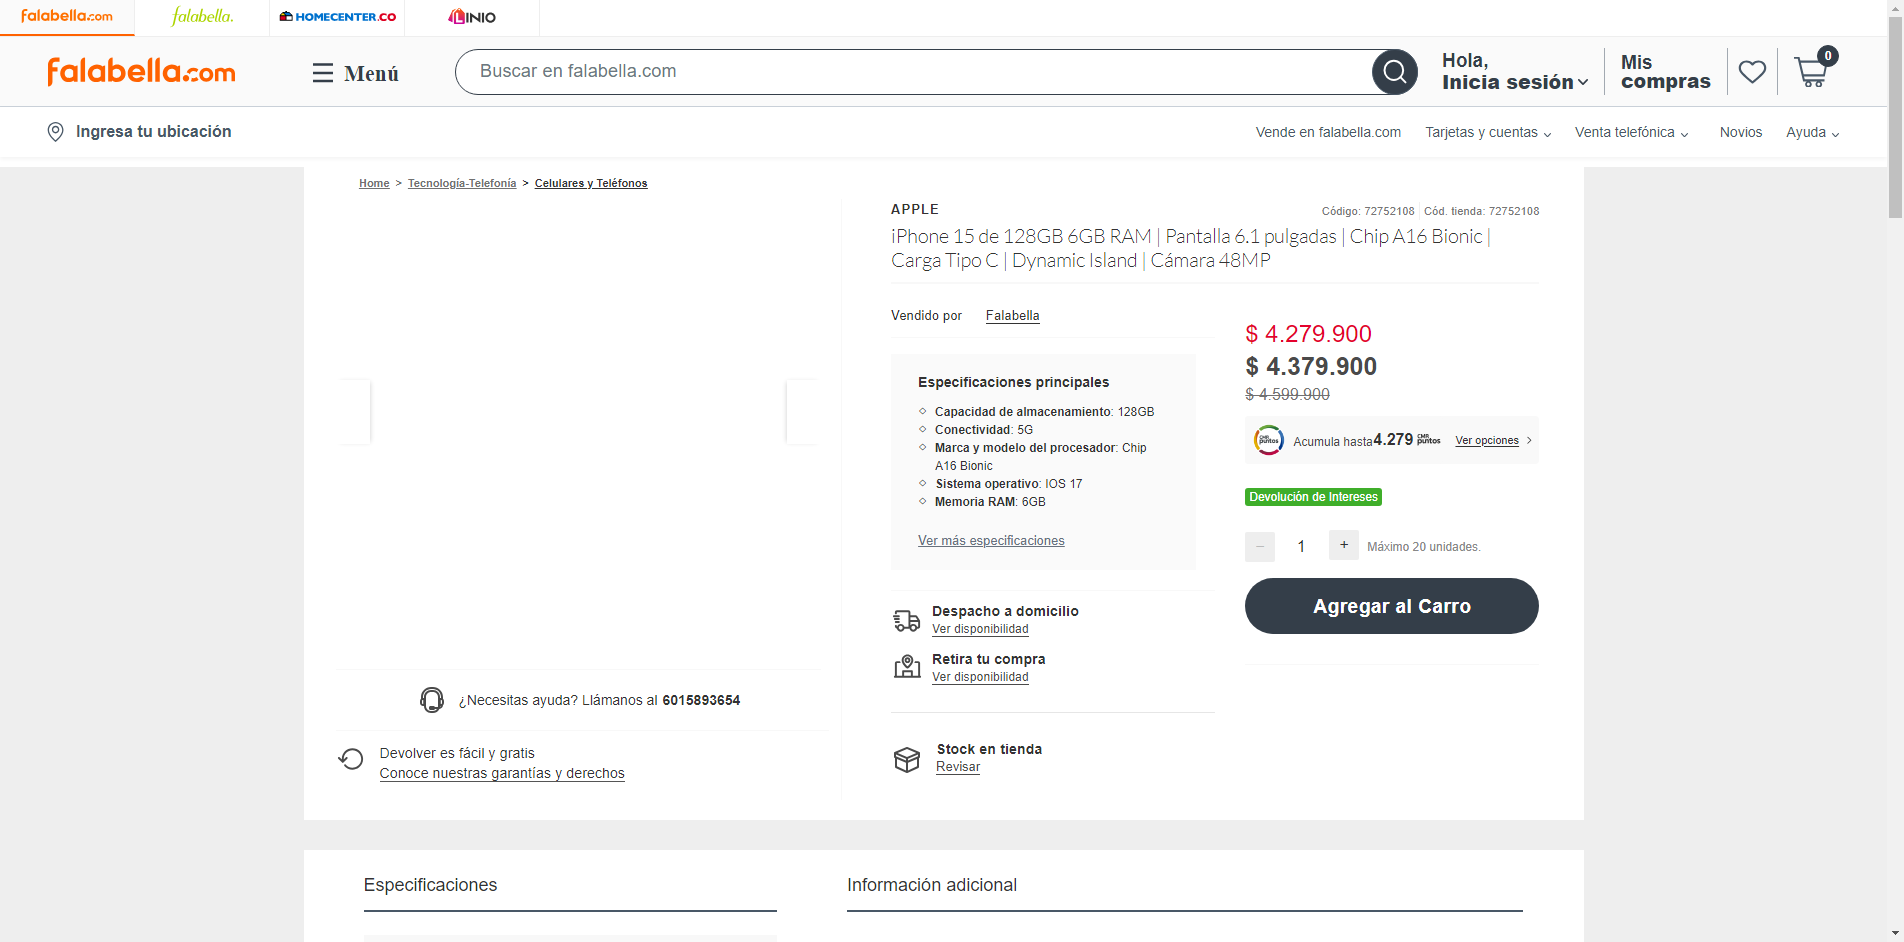 falabella.com
falabella.
HOMECENTER.CO
LINIO
falabella.com
Menú
Buscar en falabella.com
Hola,
Inicia sesión
Mis
compras
0
Ingresa tu ubicación
Vende en falabella.com
Tarjetas y cuentas
Venta telefónica
Novios
Ayuda
Home > Tecnología-Telefonía > Celulares y Teléfonos
APPLE
Código: 72752108
Cód. tienda: 72752108
iPhone 15 de 128GB 6GB RAM | Pantalla 6.1 pulgadas | Chip A16 Bionic |
Carga Tipo C | Dynamic Island | Cámara 48MP
Vendido por Falabella
Especificaciones principales
Capacidad de almacenamiento: 128GB
Conectividad: 5G
Marca y modelo del procesador: Chip
A16 Bionic
Sistema operativo: IOS 17
Memoria RAM: 6GB
Ver más especificaciones
$ 4.279.900
$ 4.379.900
$ 4.599.900
CMR
puntos
Acumula hasta 4.279 CMR puntos
Ver opciones >
Devolución de Intereses
− 1 + Máximo 20 unidades.
Agregar al Carro
Despacho a domicilio
Ver disponibilidad
Retira tu compra
Ver disponibilidad
Stock en tienda
Revisar
¿Necesitas ayuda? Llámanos al 6015893654
Devolver es fácil y gratis
Conoce nuestras garantías y derechos
Especificaciones
Información adicional